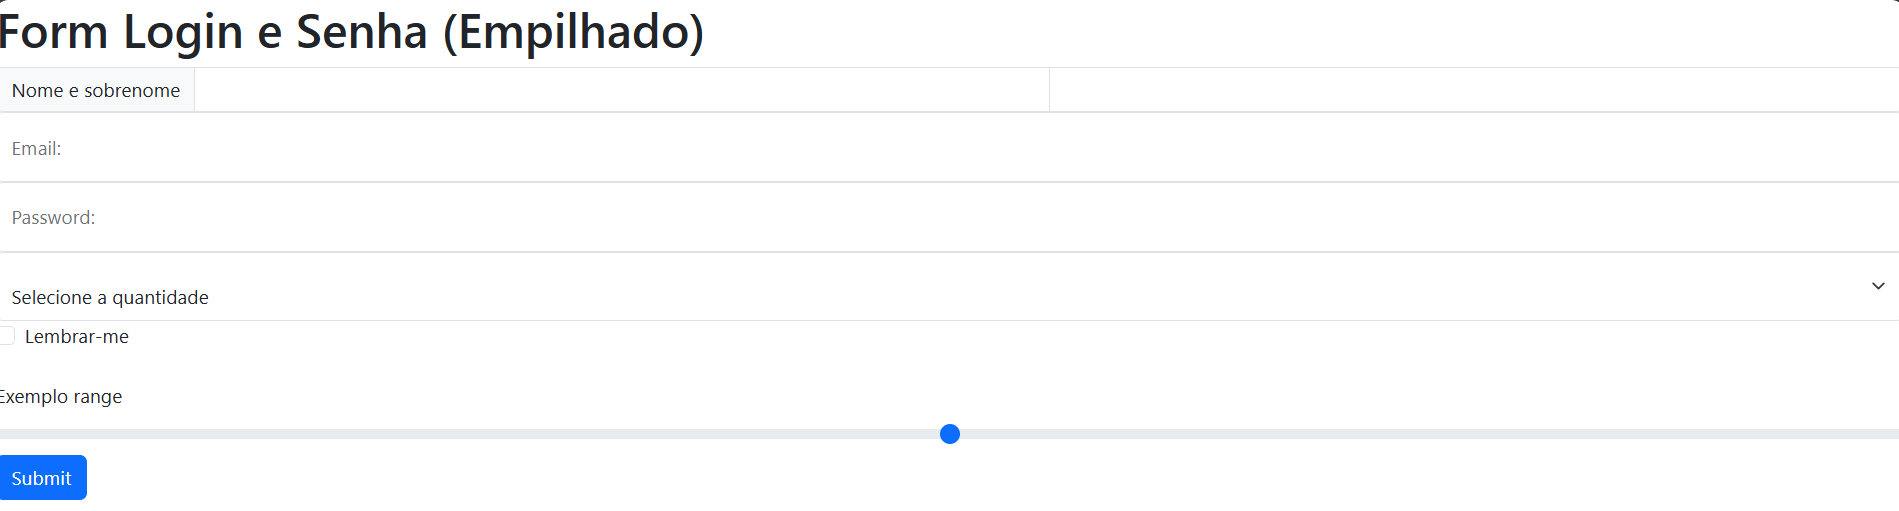 Form Login e Senha (Empilhado)
Nome e sobrenome
Email:
Password:
Selecione a quantidade
Lembrar-me
Exemplo range
Submit